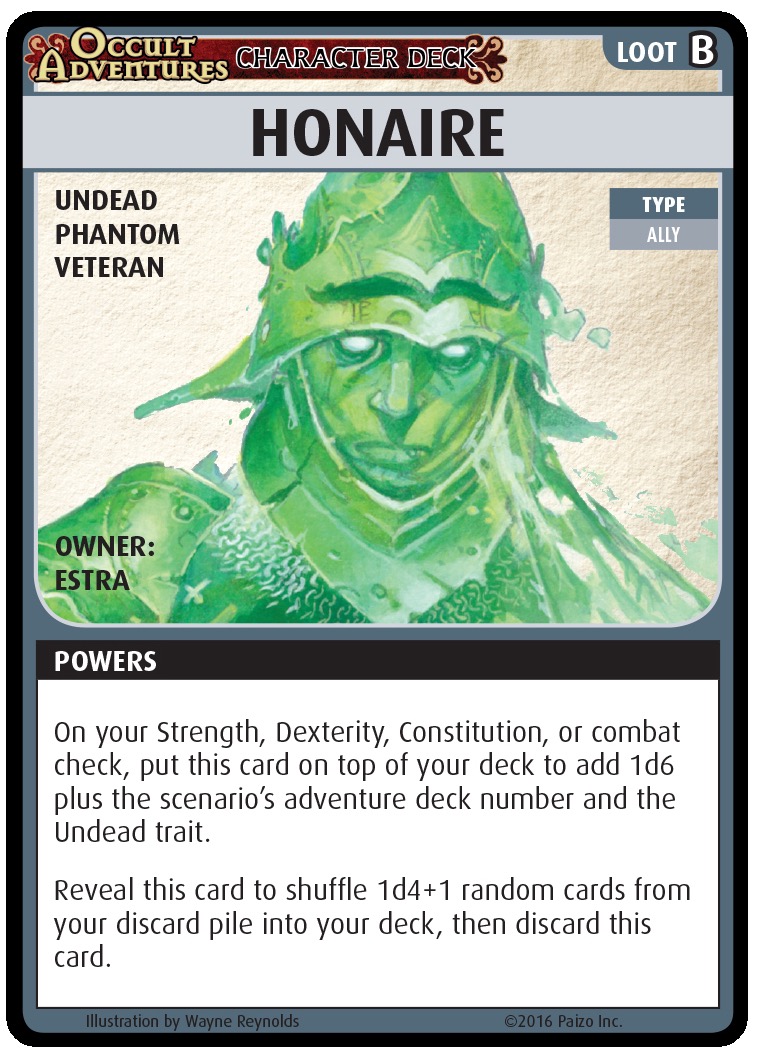 OCCULT
ADVENTURES CHARACTER DECK
LOOT B
HONAIRE
UNDEAD
PHANTOM
VETERAN
TYPE
ALLY
OWNER:
ESTRA
POWERS
On your Strength, Dexterity, Constitution, or combat
check, put this card on top of your deck to add 1d6
plus the scenario’s adventure deck number and the
Undead trait.
Reveal this card to shuffle 1d4+1 random cards from
your discard pile into your deck, then discard this
card.
Illustration by Wayne Reynolds
©2016 Paizo Inc.